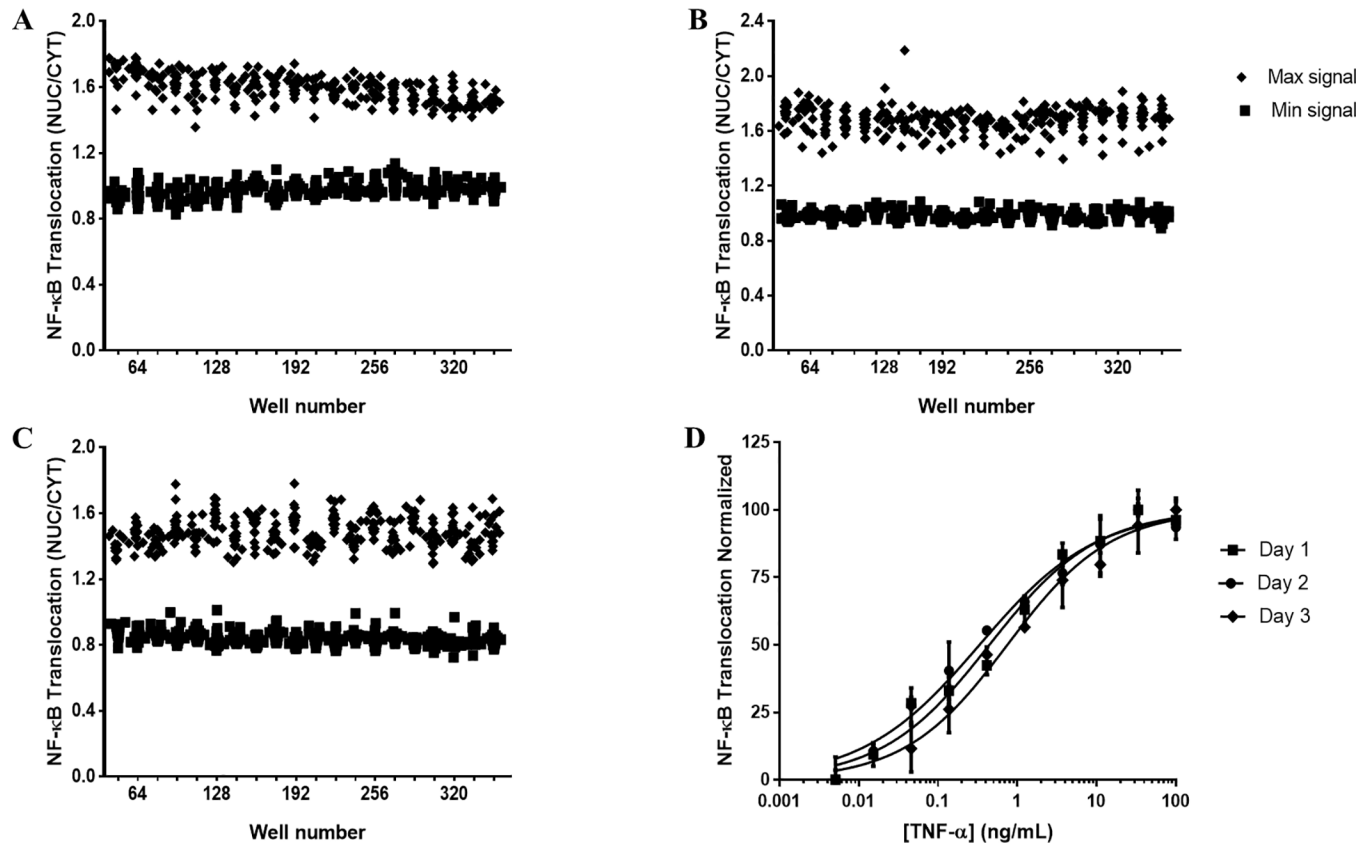 A
NF-κB Translocation (NUC/CYT)
2.0
1.6
1.2
0.8
0.4
0.0
64 128 192 256 320
Well number
B
NF-κB Translocation (NUC/CYT)
2.4
2.0
1.6
1.2
0.8
0.4
0.0
64 128 192 256 320
Well number
Max signal
Min signal
C
NF-κB Translocation (NUC/CYT)
2.0
1.6
1.2
0.8
0.4
0.0
64 128 192 256 320
Well number
D
NF-κB Translocation Normalized
125
100
75
50
25
0
0.001 0.01 0.1 1 10 100
[TNF-α] (ng/mL)
Day 1
Day 2
Day 3